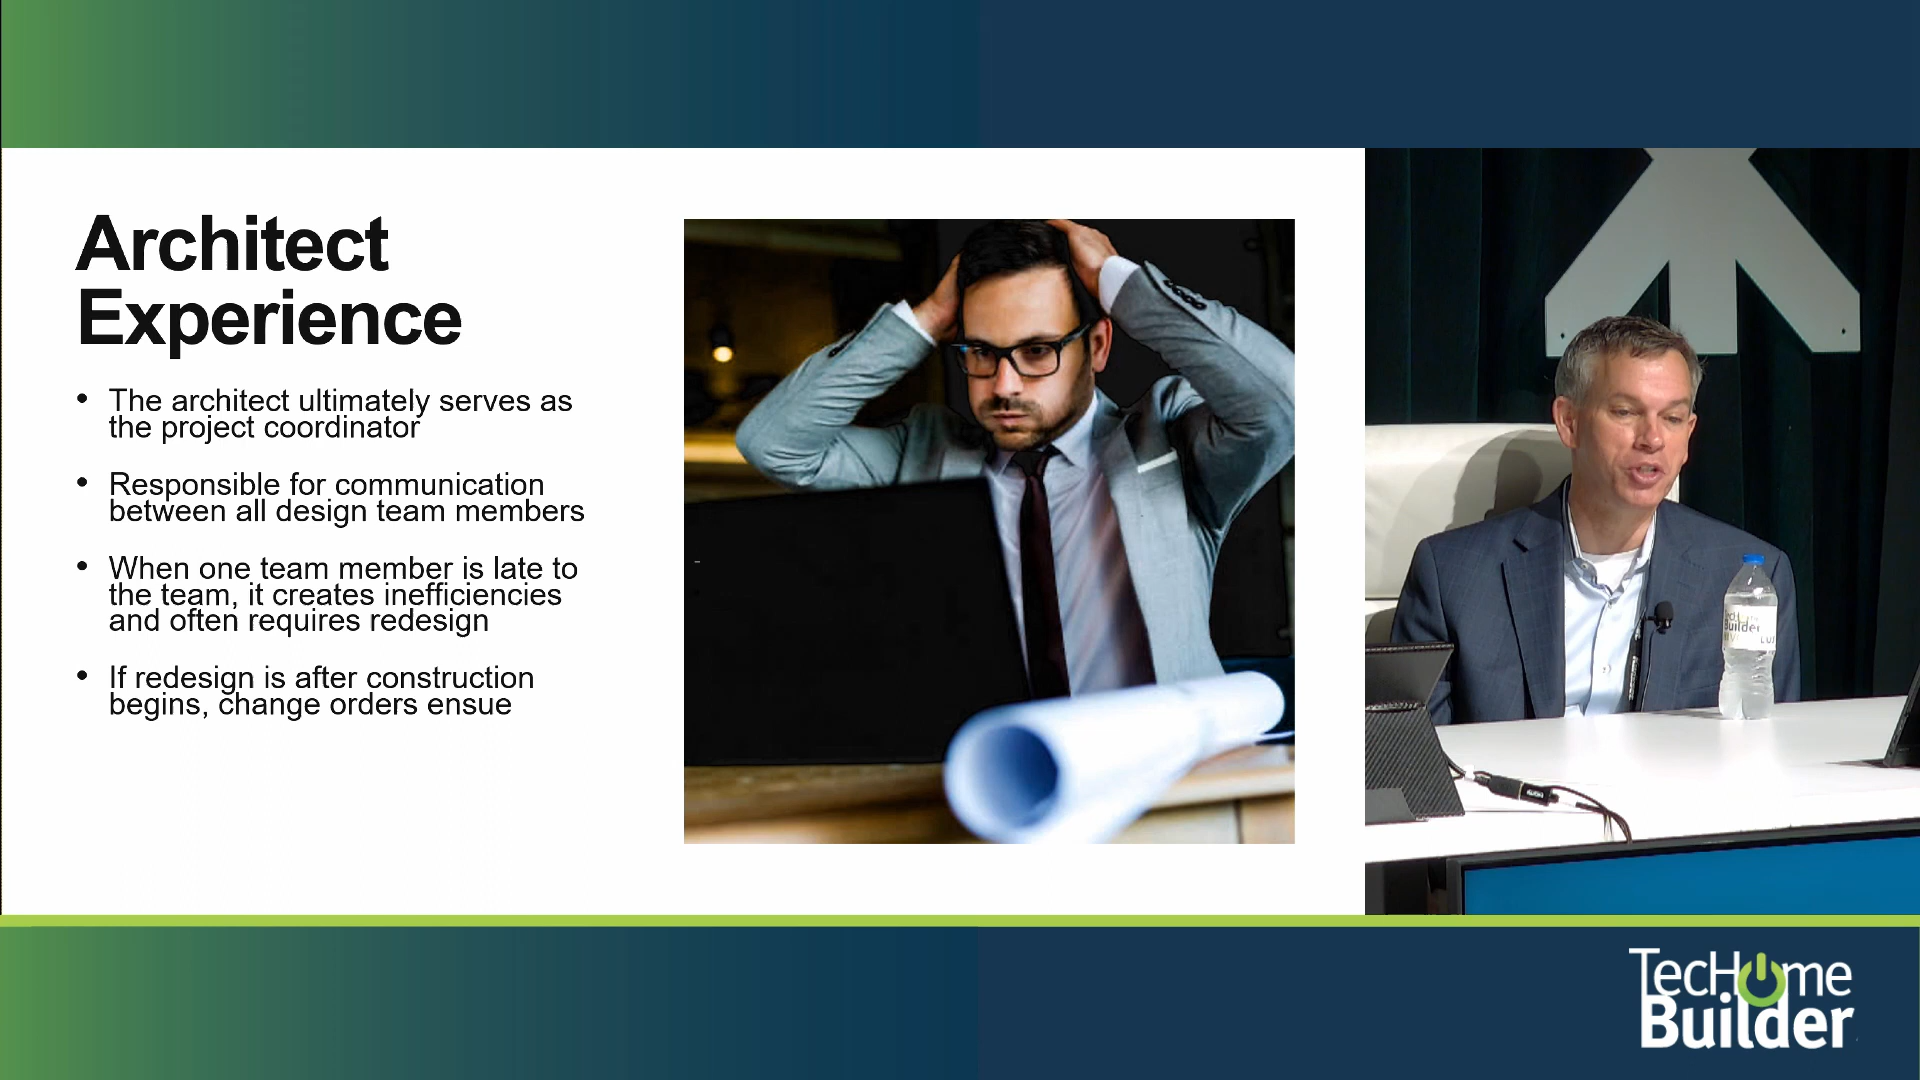 Architect
Experience
• The architect ultimately serves as
the project coordinator
• Responsible for communication
between all design team members
• When one team member is late to
the team, it creates inefficiencies
and often requires redesign
• If redesign is after construction
begins, change orders ensue
Builder
TecHome
Builder